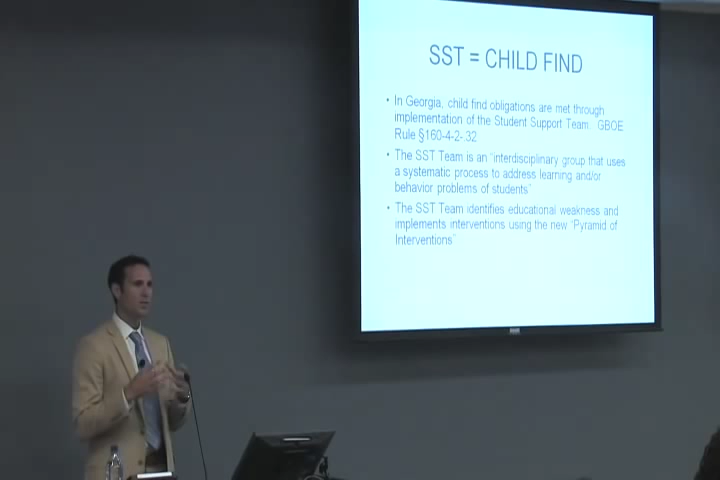 SST = CHILD FIND
• In Georgia, child find obligations are met through
implementation of the Student Support Team. GBOE
Rule §160-4-2-.32
• The SST Team is an "interdisciplinary group that uses
a systematic process to address learning and/or
behavior problems of students"
• The SST Team identifies educational weakness and
implements interventions using the new "Pyramid of
Interventions"